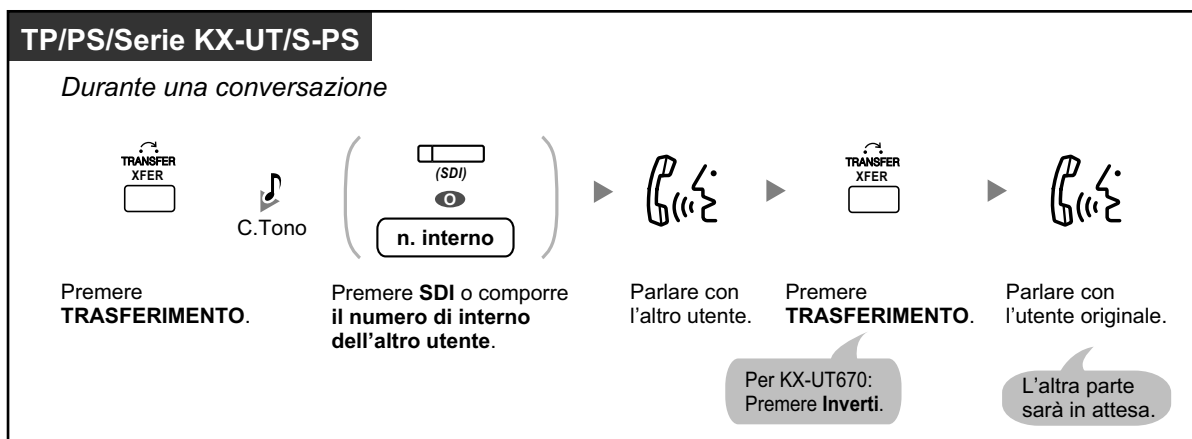 TP/PS/Serie KX-UT/S-PS
Durante una conversazione
TRANSFER
XFER
C.Tono
(SDI)
O
n. interno
TRANSFER
XFER
Premere
TRASFERIMENTO.
Premere SDI o comporre
il numero di interno
dell'altro utente.
Parlare con
l'altro utente.
Premere
TRASFERIMENTO.
Parlare con
l'utente originale.
Per KX-UT670:
Premere Inverti.
L'altra parte
sarà in attesa.